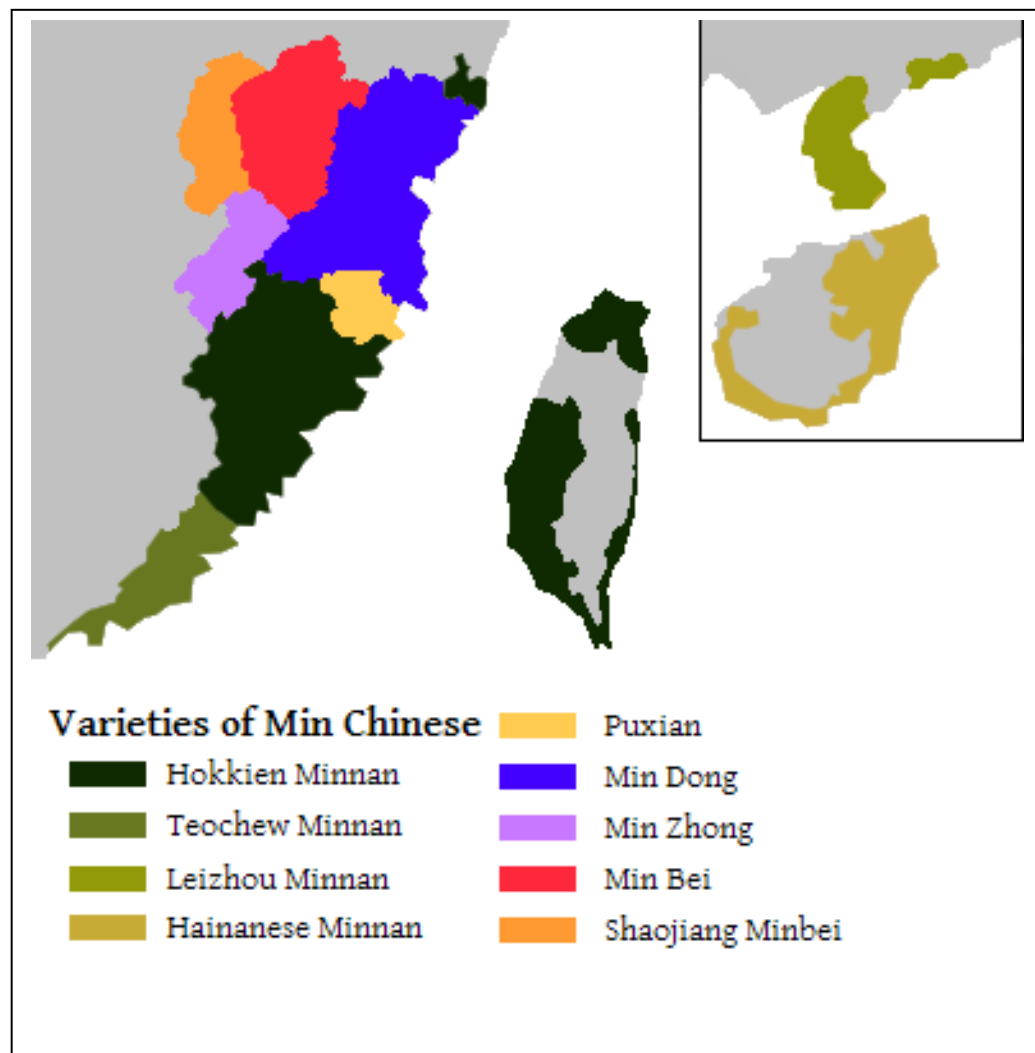 Varieties of Min Chinese
Hokkien Minnan
Teochew Minnan
Leizhou Minnan
Hainanese Minnan
Puxian
Min Dong
Min Zhong
Min Bei
Shaojiang Minbei